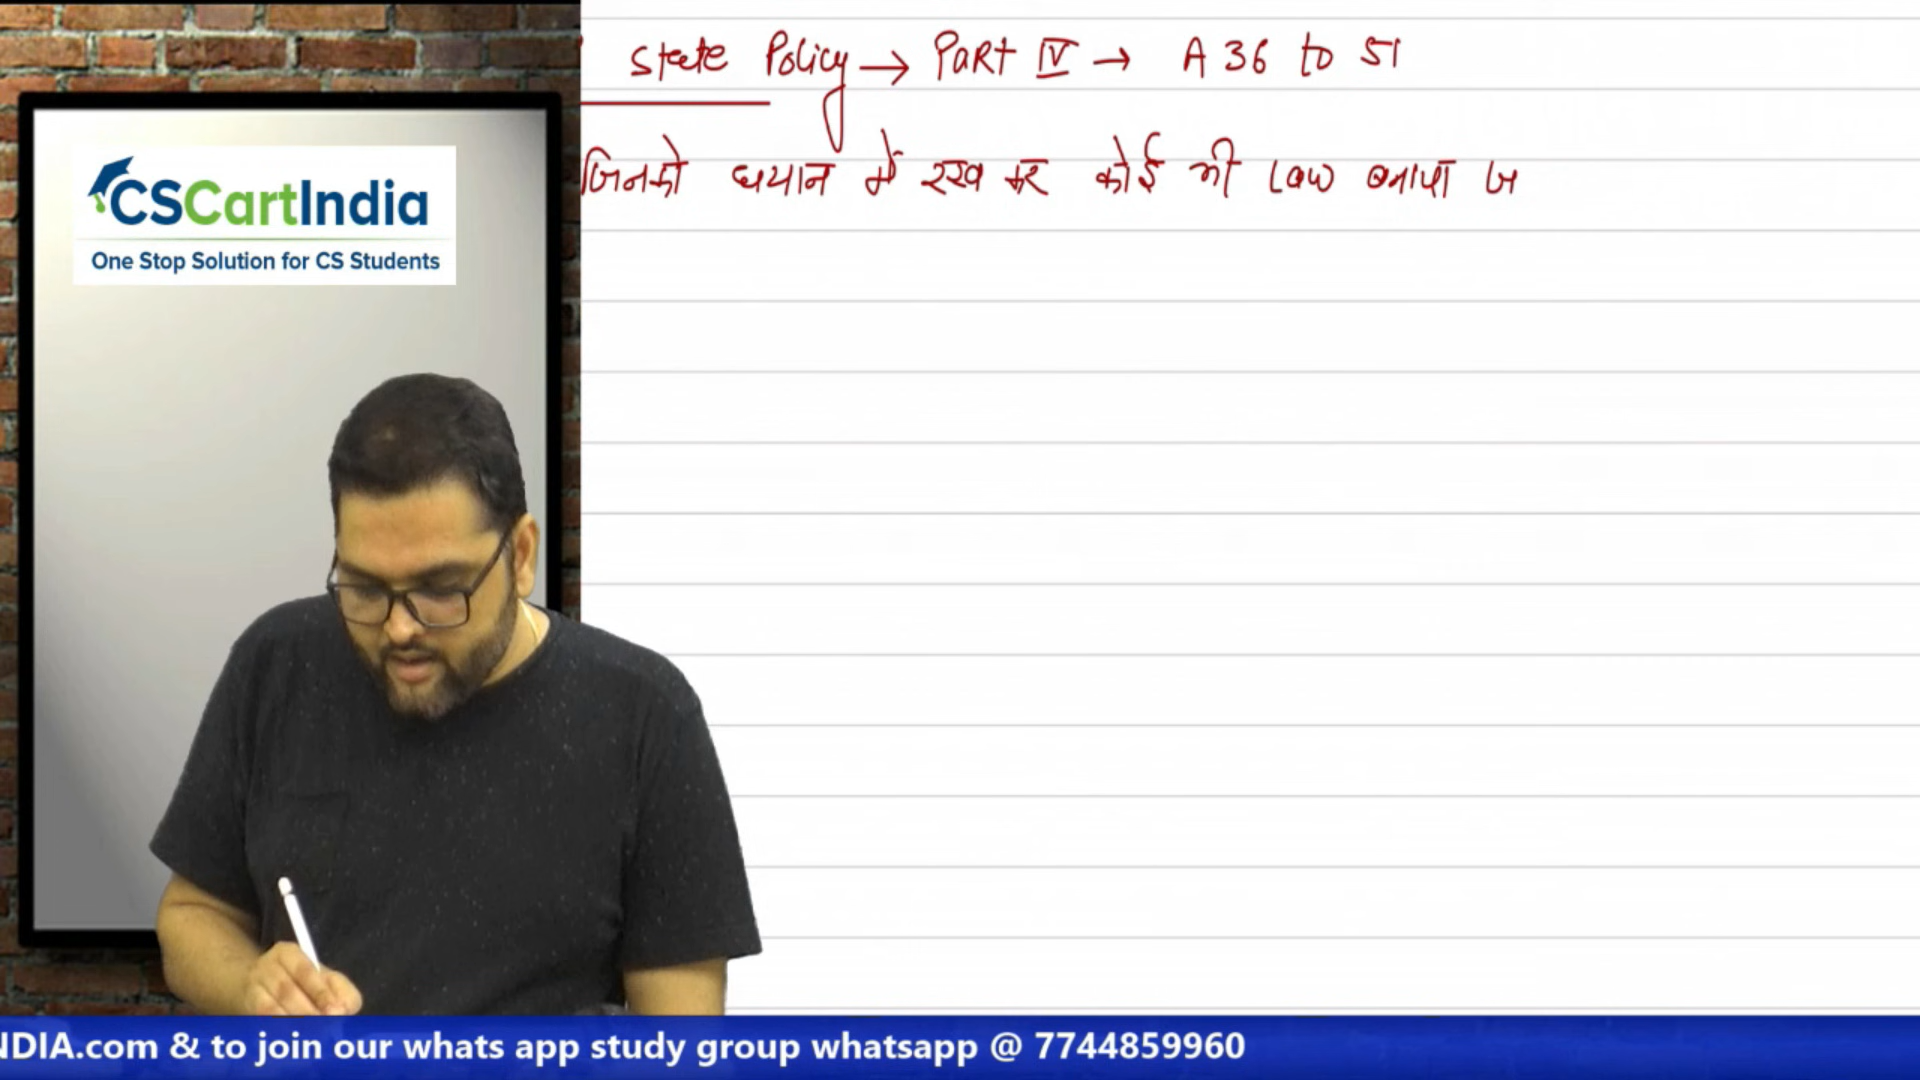 State Policy → Part IV → A 36 to 51
जिनको ध्यान में रख कर कोई भी Law बनाया ज
CSCartIndia
One Stop Solution for CS Students
NDIA.com & to join our whats app study group whatsapp @ 7744859960